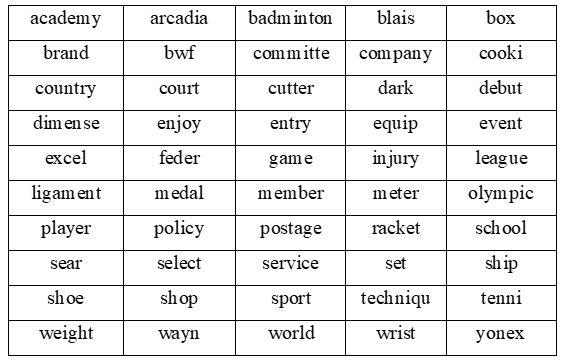 academy arcadia badminton blais box
brand bwf committe company cooki
country court cutter dark debut
dimense enjoy entry equip event
excel feder game injury league
ligament medal member meter olympic
player policy postage racket school
sear select service set ship
shoe shop sport techniqu tenni
weight wayn world wrist yonex